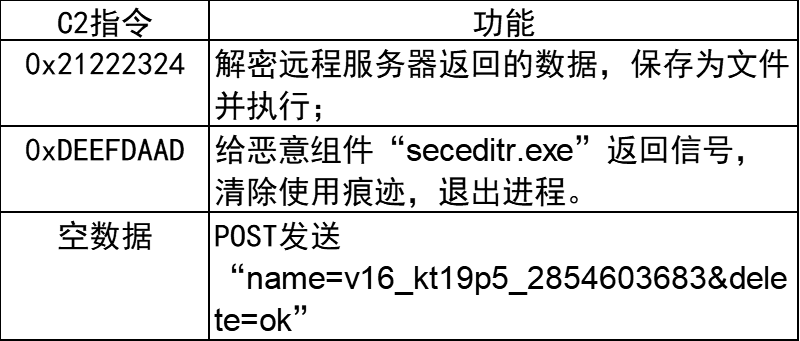 C2指令 功能
0x21222324 解密远程服务器返回的数据，保存为文件
并执行；
0xDEEFDAAD 给恶意组件“seceditr.exe”返回信号，
清除使用痕迹，退出进程。
空数据 POST发送
“name=v16_kt19p5_2854603683&dele
te=ok”